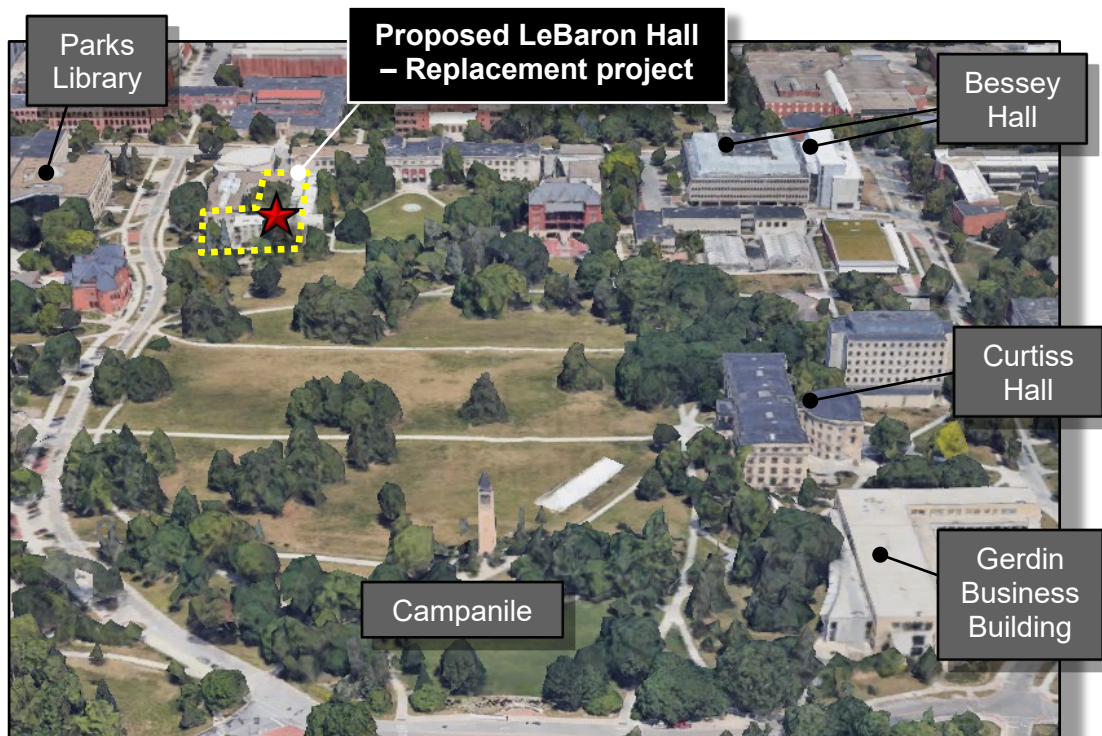 Parks
Library
Proposed LeBaron Hall
– Replacement project
Bessey
Hall
Curtiss
Hall
Gerdin
Business
Building
Campanile